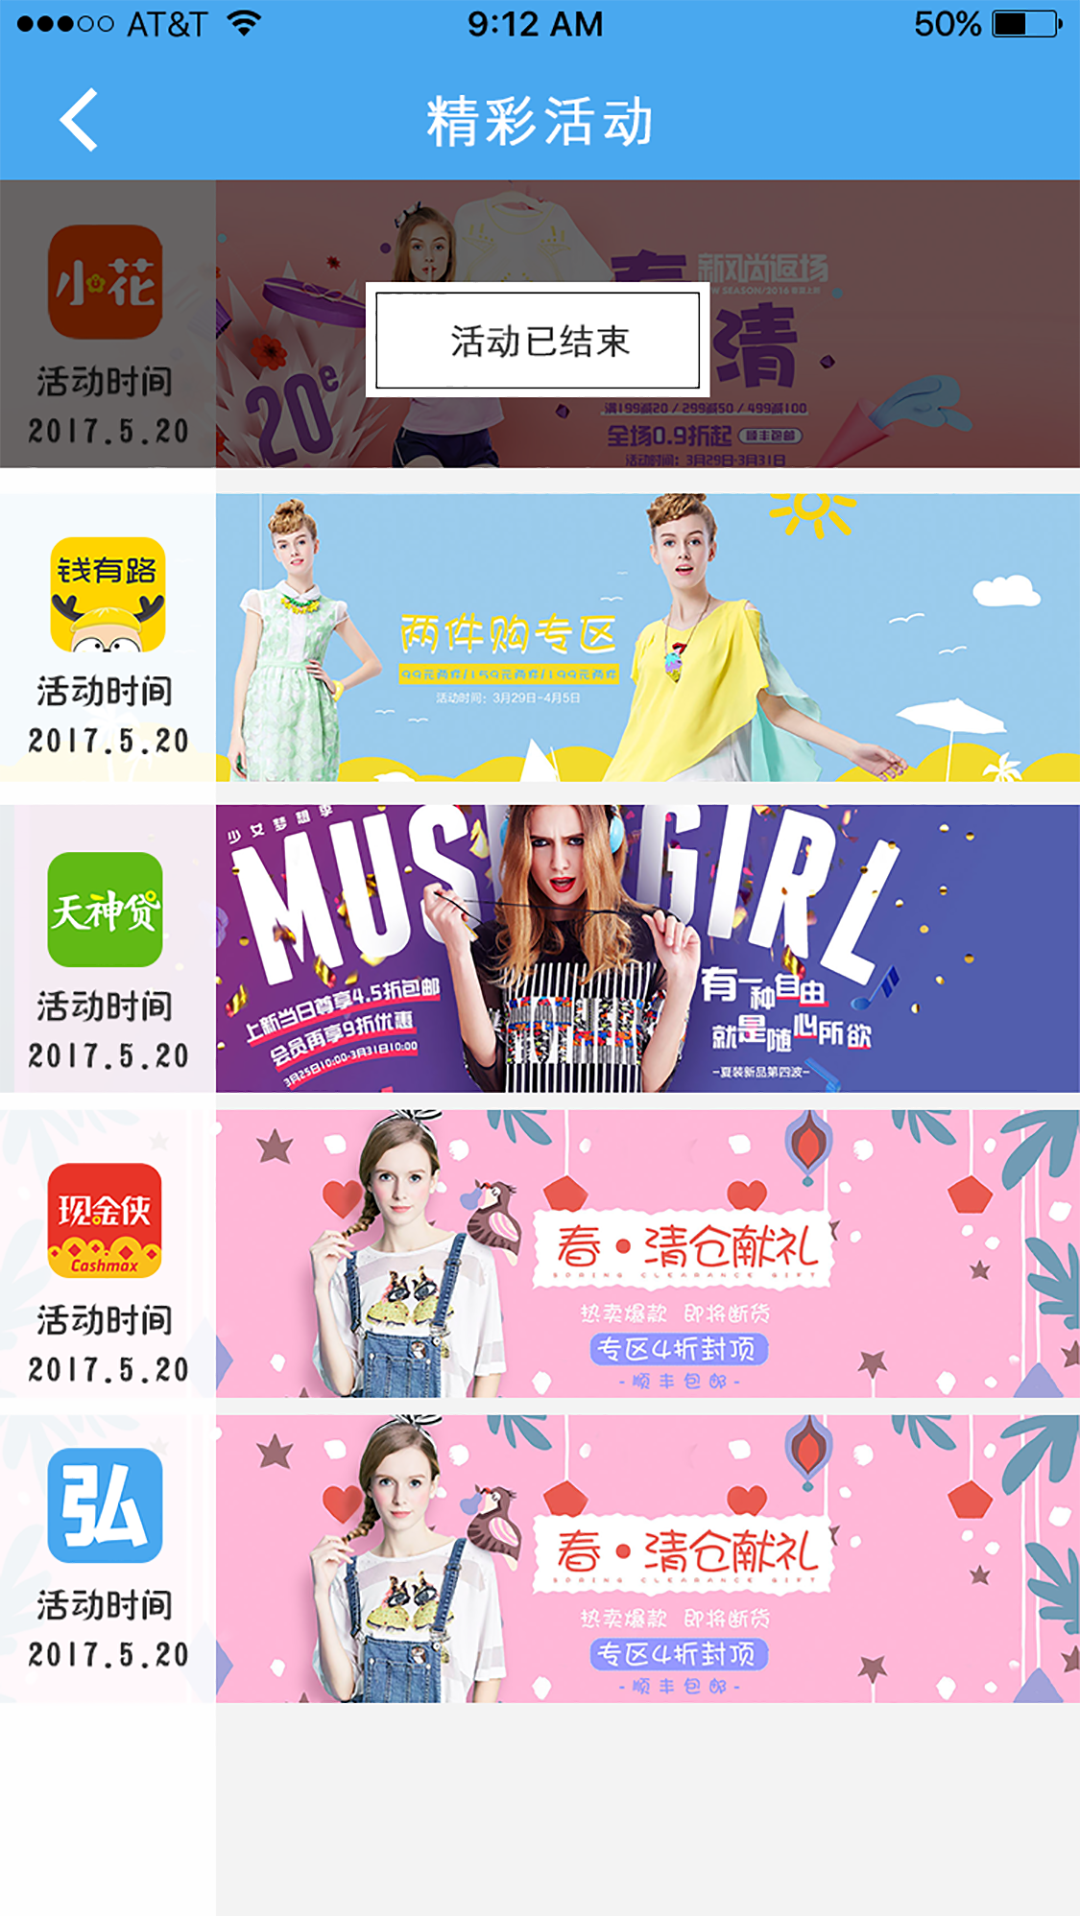 AT&T
9:12 AM
50%
精彩活动
小花
活动时间
2017.5.20
20e
新风尚返场
SEASON/2016
清
活动已结束
满199减20 / 299减50 / 499减100
全场0.9折起 顺丰包邮
活动时间：3月29日-3月31日
钱有路
活动时间
2017.5.20
两件购专区
99元两件/159元两件/199元两件
活动时间：3月29日-4月5日
天神贷
活动时间
2017.5.20
少女梦想季
MUS GIRL
上新当日尊享4.5折包邮
会员再享9折优惠
3月25日10:00-3月31日10:00
有一种自由
就是随心所欲
-夏装新品第四波-
现金侠
Cashmax
活动时间
2017.5.20
春·清仓献礼
SPRING CLEARANCE GIFT
热卖爆款 即将断货
专区4折封顶
-顺丰包邮-
弘
活动时间
2017.5.20
春·清仓献礼
SPRING CLEARANCE GIFT
热卖爆款 即将断货
专区4折封顶
-顺丰包邮-